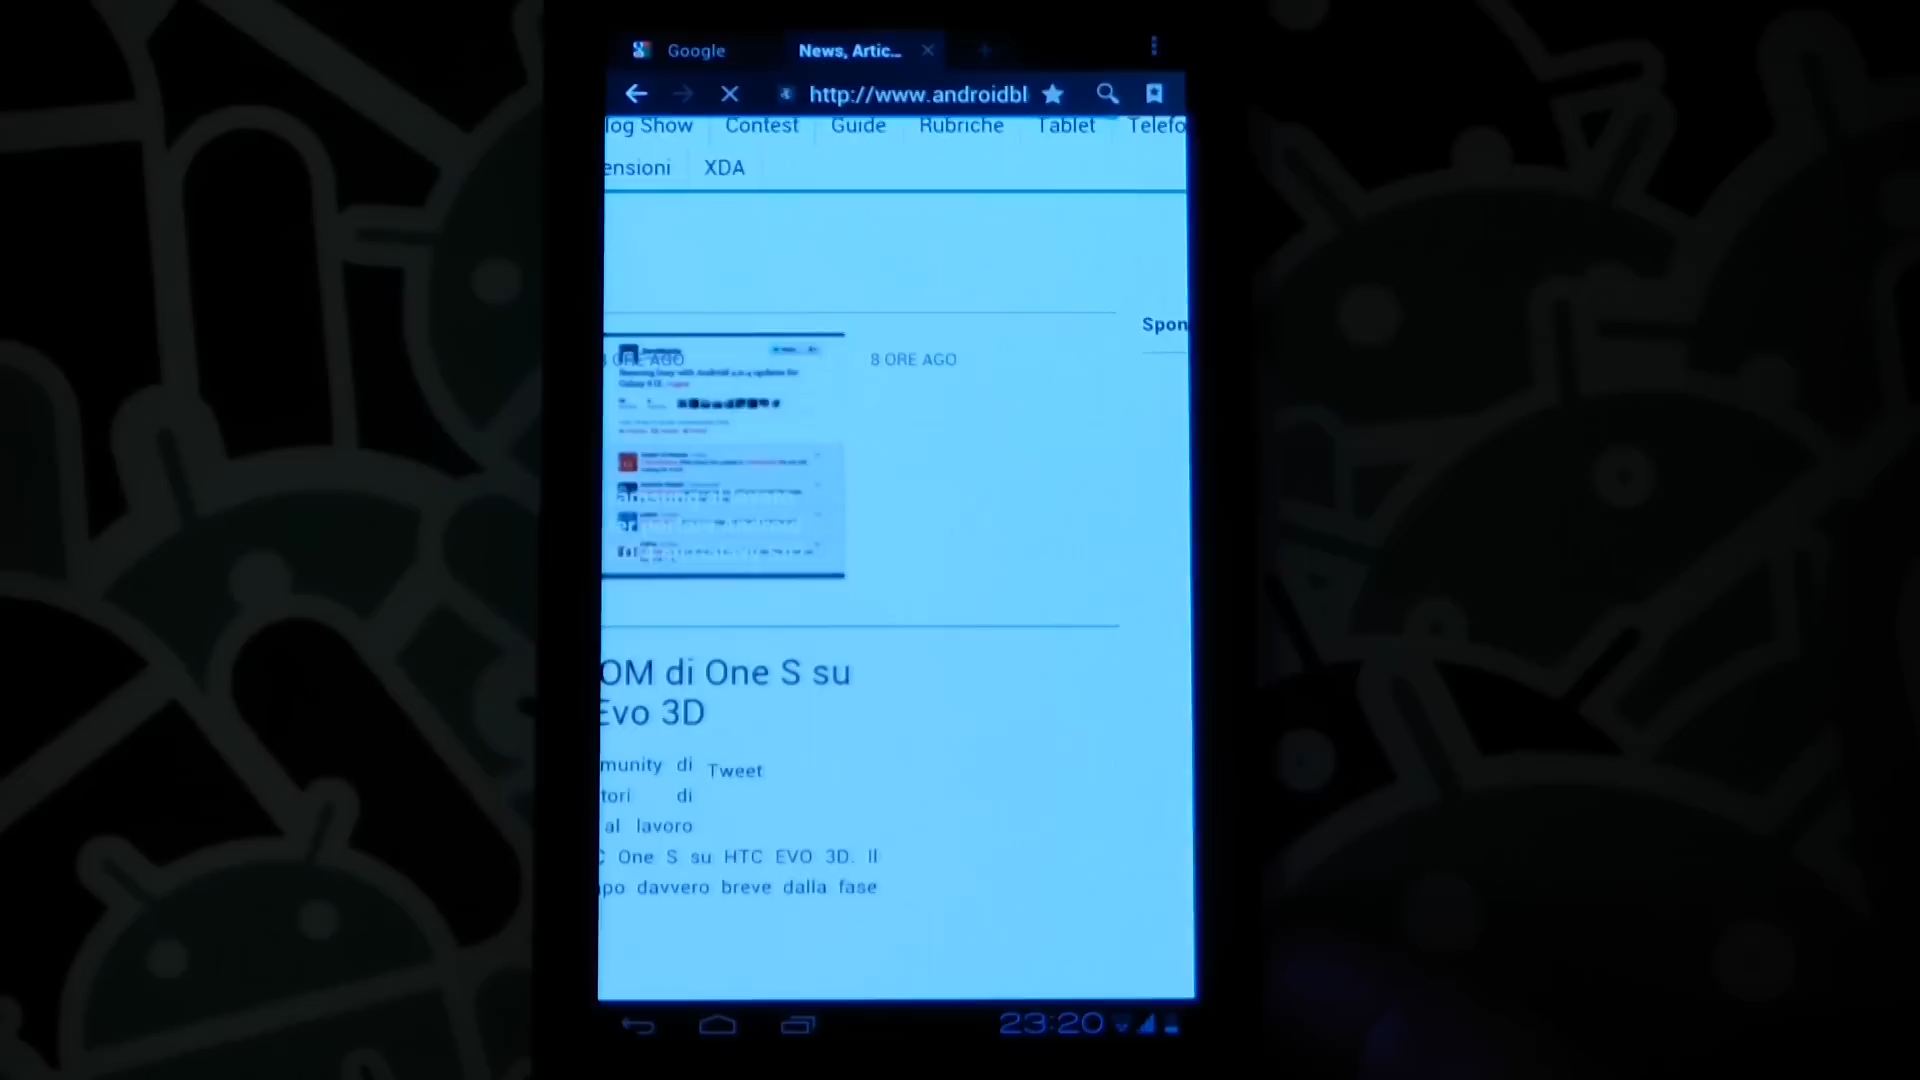 Google
News, Artic...
http://www.androidbl
log Show Contest Guide Rubriche Tablet Telefo
ensioni XDA
Spon
ORE AGO
8 ORE AGO
OM di One S su
Evo 3D
munity di
Tweet
tori di
al lavoro
One S su HTC EVO 3D. Il
po davvero breve dalla fase
23:20